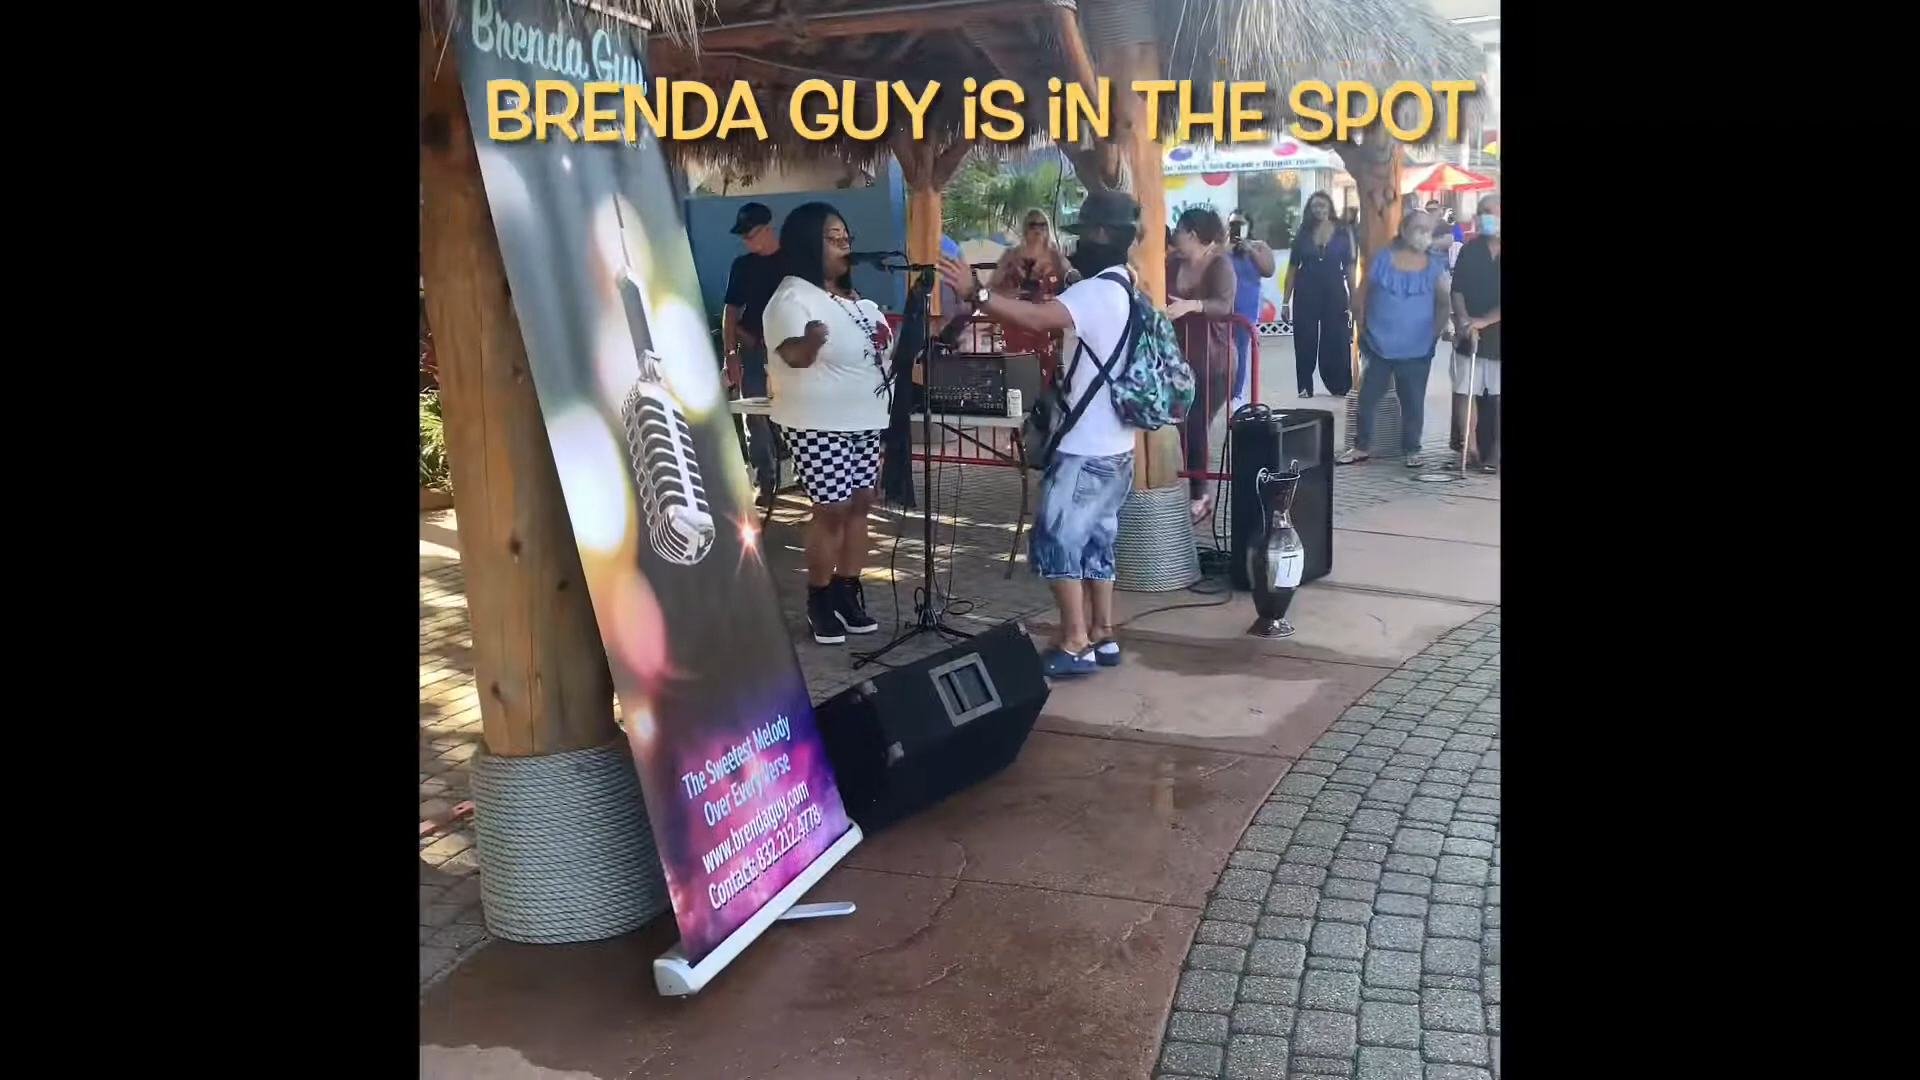 Brenda Guy
BRENDA GUY iS iN THE SPOT
The Sweetest Melody
Over Every Verse
www.brendaguy.com
Contact: 832.212.4778
T